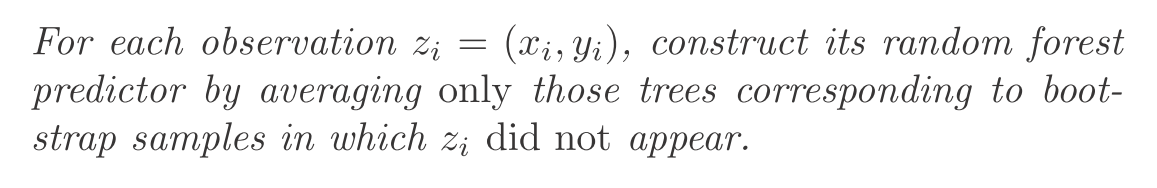 For each observation zᵢ = (xᵢ, yᵢ), construct its random forest
predictor by averaging only those trees corresponding to boot-
strap samples in which zᵢ did not appear.